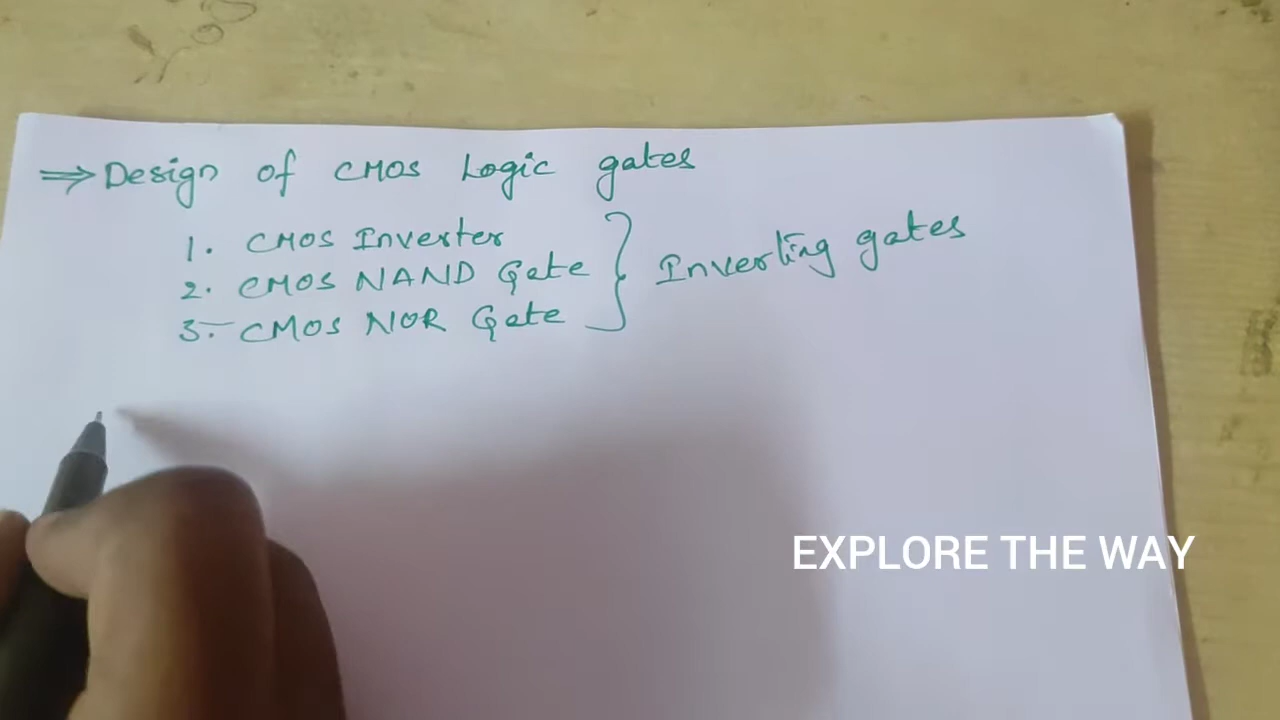 ⇒ Design of CMOS Logic gates
1. CMOS Inverter
2. CMOS NAND Gate
3. CMOS NOR Gate
} Inverting gates
EXPLORE THE WAY